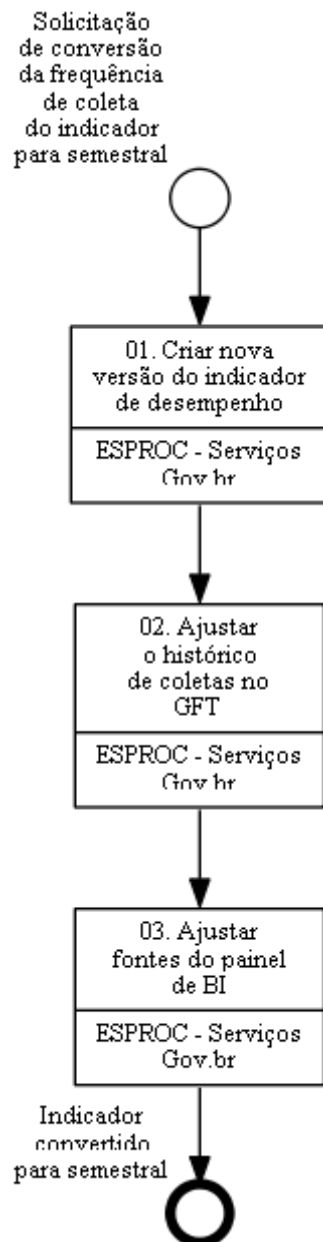 Solicitação
de conversão
da frequência
de coleta
do indicador
para semestral
01. Criar nova
versão do indicador
de desempenho
ESPROC - Serviços
Gov.br
02. Ajustar
o histórico
de coletas no
GFT
ESPROC - Serviços
Gov.br
03. Ajustar
fontes do painel
de BI
ESPROC - Serviços
Gov.br
Indicador
convertido
para semestral